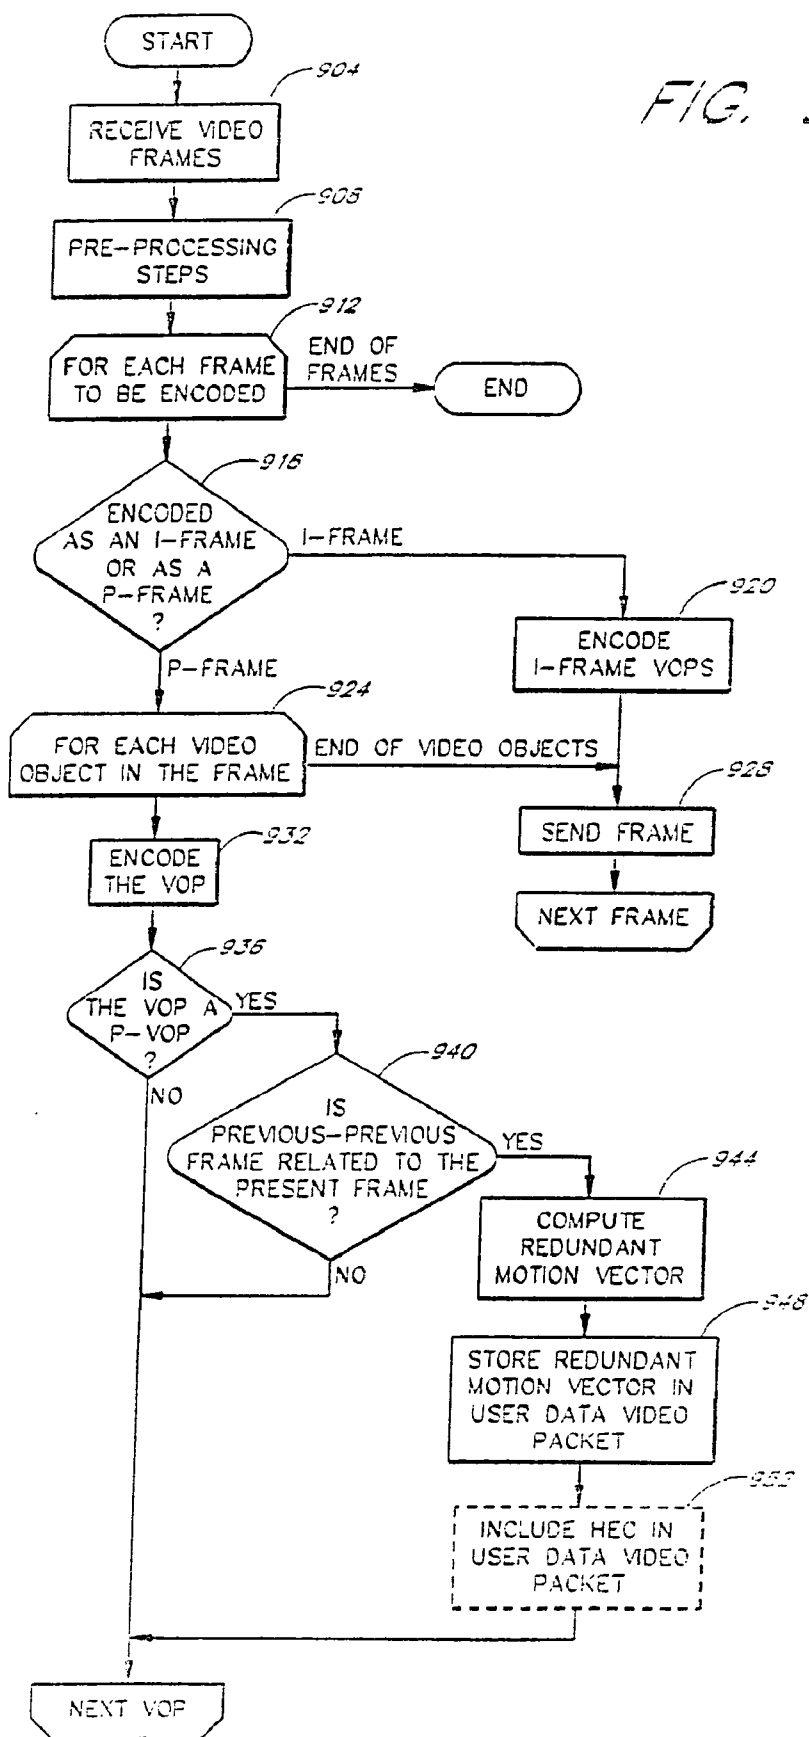 START
904
FIG.
RECEIVE VIDEO
FRAMES
908
PRE-PROCESSING
STEPS
912
FOR EACH FRAME
TO BE ENCODED
END OF
FRAMES
END
916
ENCODED
AS AN I-FRAME
OR AS A
P-FRAME
?
I-FRAME
920
ENCODE
I-FRAME VOPS
P-FRAME
924
FOR EACH VIDEO
OBJECT IN THE FRAME
END OF VIDEO OBJECTS
928
SEND FRAME
932
ENCODE
THE VOP
NEXT FRAME
936
IS
THE VOP A
P-VOP
?
YES
NO
940
IS
PREVIOUS-PREVIOUS
FRAME RELATED TO THE
PRESENT FRAME
?
YES
NO
944
COMPUTE
REDUNDANT
MOTION VECTOR
948
STORE REDUNDANT
MOTION VECTOR IN
USER DATA VIDEO
PACKET
952
INCLUDE HEC IN
USER DATA VIDEO
PACKET
NEXT VOP